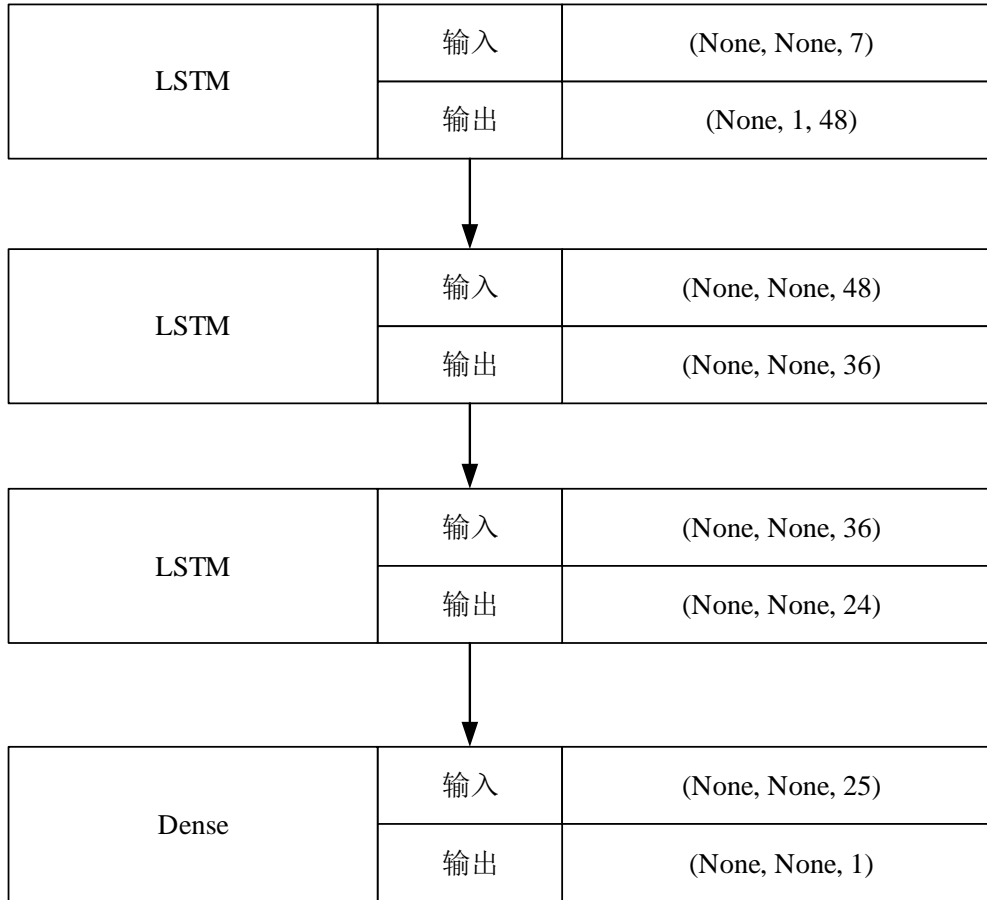 LSTM
输入
(None, None, 7)
输出
(None, 1, 48)
LSTM
输入
(None, None, 48)
输出
(None, None, 36)
LSTM
输入
(None, None, 36)
输出
(None, None, 24)
Dense
输入
(None, None, 25)
输出
(None, None, 1)